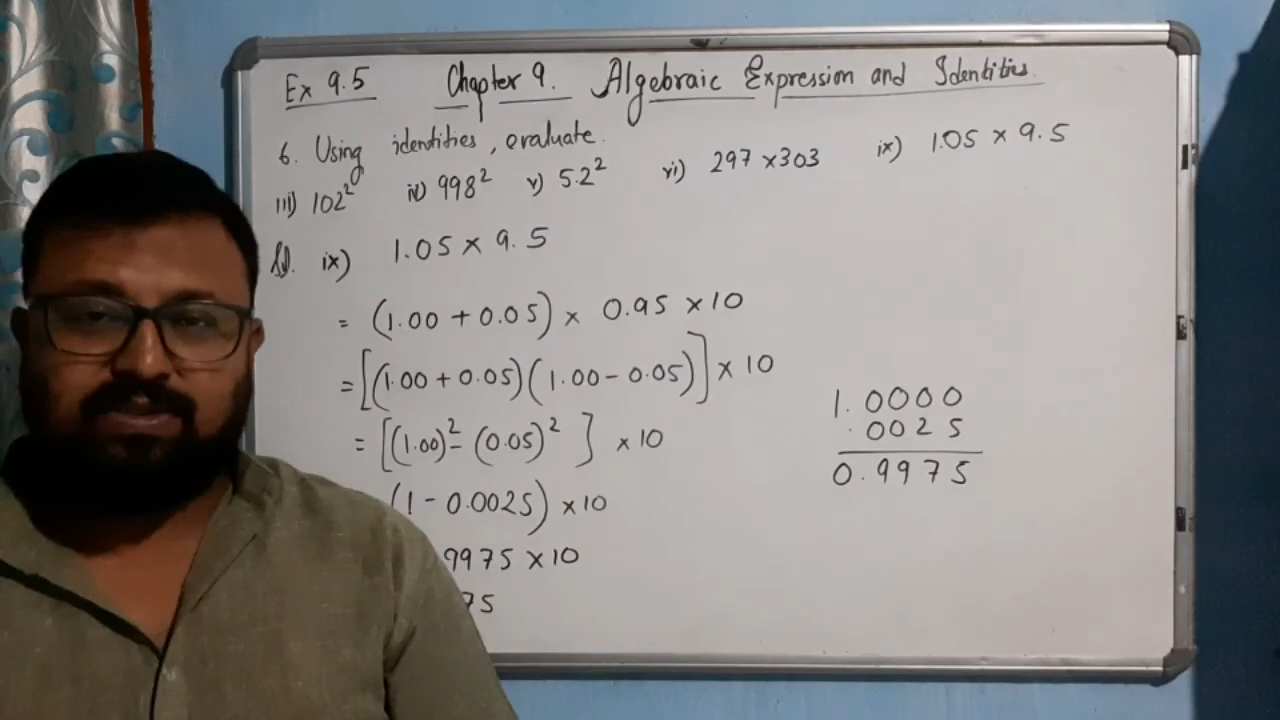 Ex 9.5 Chapter 9. Algebraic Expression and Identities
6. Using identities, evaluate.
iii) 102² iv) 998² v) 5.2² vi) 297 × 303 ix) 1.05 × 9.5
Sol. ix) 1.05 × 9.5
= (1.00 + 0.05) × 0.95 × 10
= [(1.00 + 0.05)(1.00 - 0.05)] × 10
= [(1.00)² - (0.05)²] × 10
(1 - 0.0025) × 10
9975 × 10
75
1.0000
.0025
0.9975